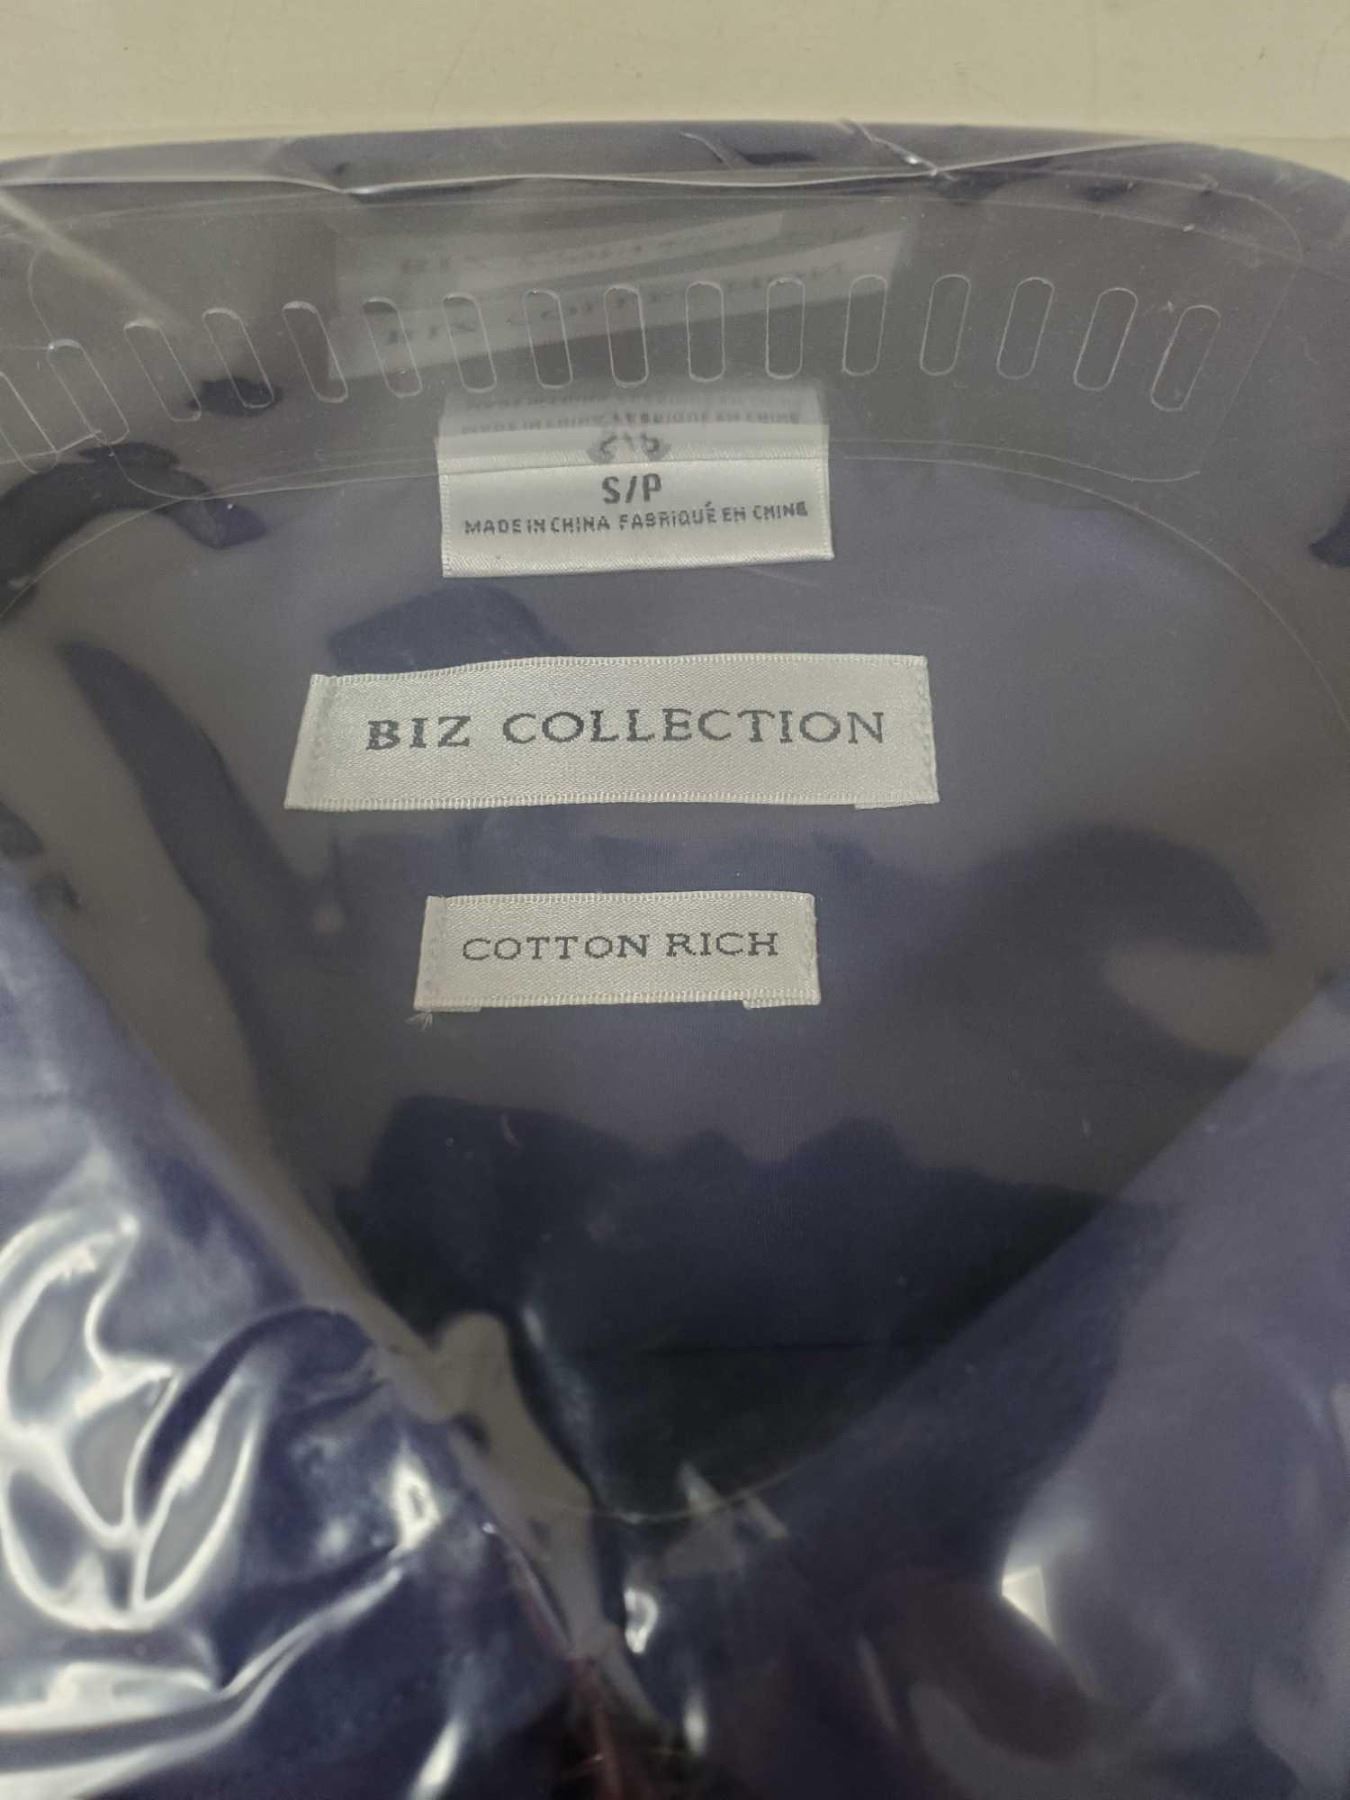 S/P
MADE IN CHINA FABRIQUÉ EN CHINE
BIZ COLLECTION
COTTON RICH